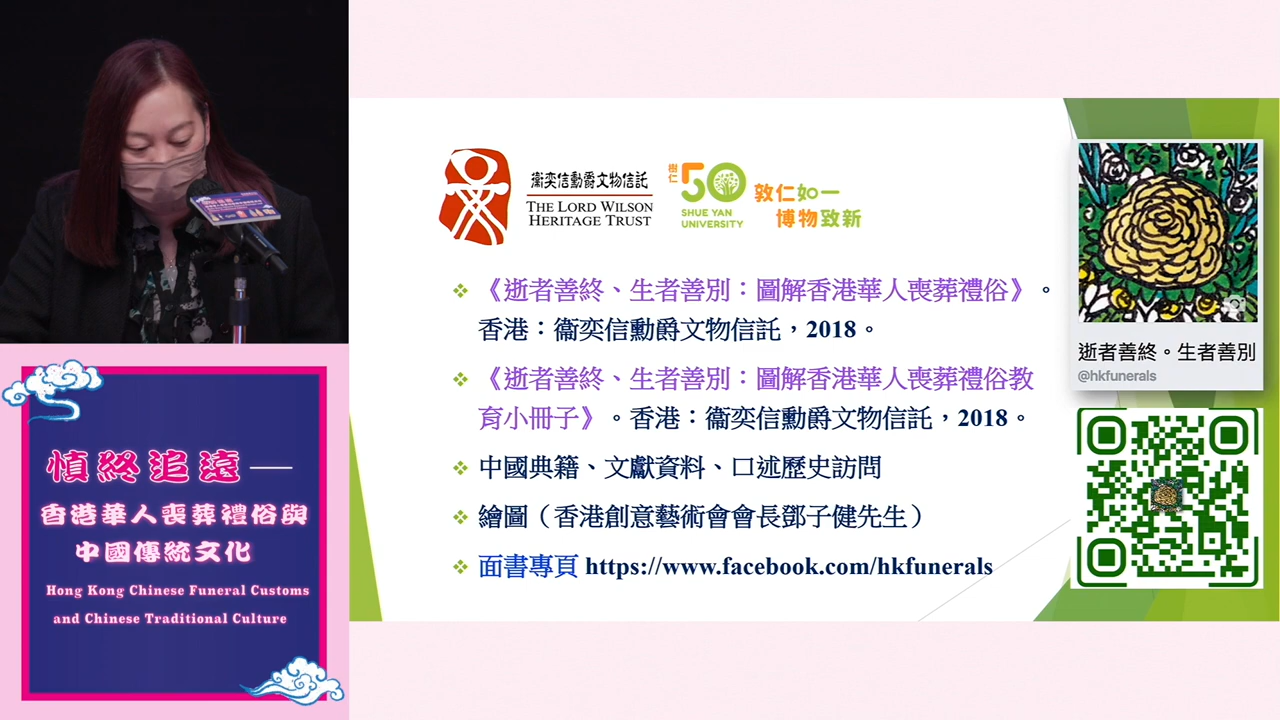 慎終追遠—
香港華人喪葬禮俗與
中國傳統文化
Hong Kong Chinese Funeral Customs
and Chinese Traditional Culture
衞奕信勳爵文物信託
THE LORD WILSON
HERITAGE TRUST
樹仁
50
SHUE YAN
UNIVERSITY
敦仁如一
博物致新
《逝者善終、生者善別：圖解香港華人喪葬禮俗》。
香港：衞奕信勳爵文物信託，2018。
《逝者善終、生者善別：圖解香港華人喪葬禮俗教
育小冊子》。香港：衞奕信勳爵文物信託，2018。
中國典籍、文獻資料、口述歷史訪問
繪圖（香港創意藝術會會長鄧子健先生）
面書專頁 https://www.facebook.com/hkfunerals
逝者善終。生者善別
@hkfunerals